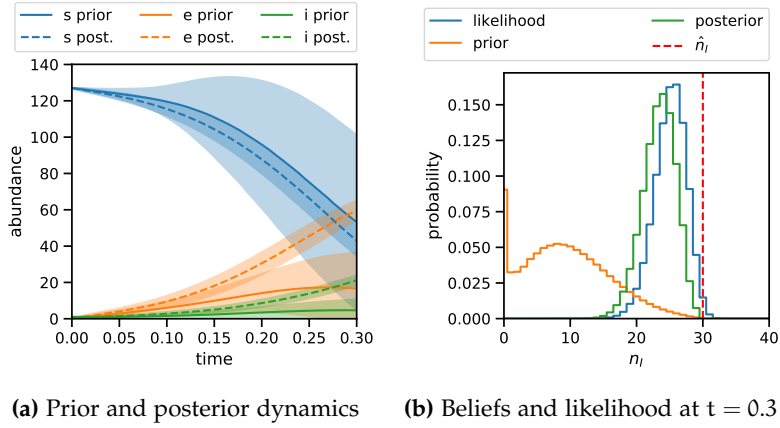 s prior e prior i prior
s post. e post. i post.
likelihood posterior
prior n̂_I
140
120
100
80
60
40
20
0
abundance
0.00 0.05 0.10 0.15 0.20 0.25 0.30
time
0.150
0.125
0.100
0.075
0.050
0.025
0.000
probability
0 10 20 30 40
n_I
(a) Prior and posterior dynamics
(b) Beliefs and likelihood at t = 0.3